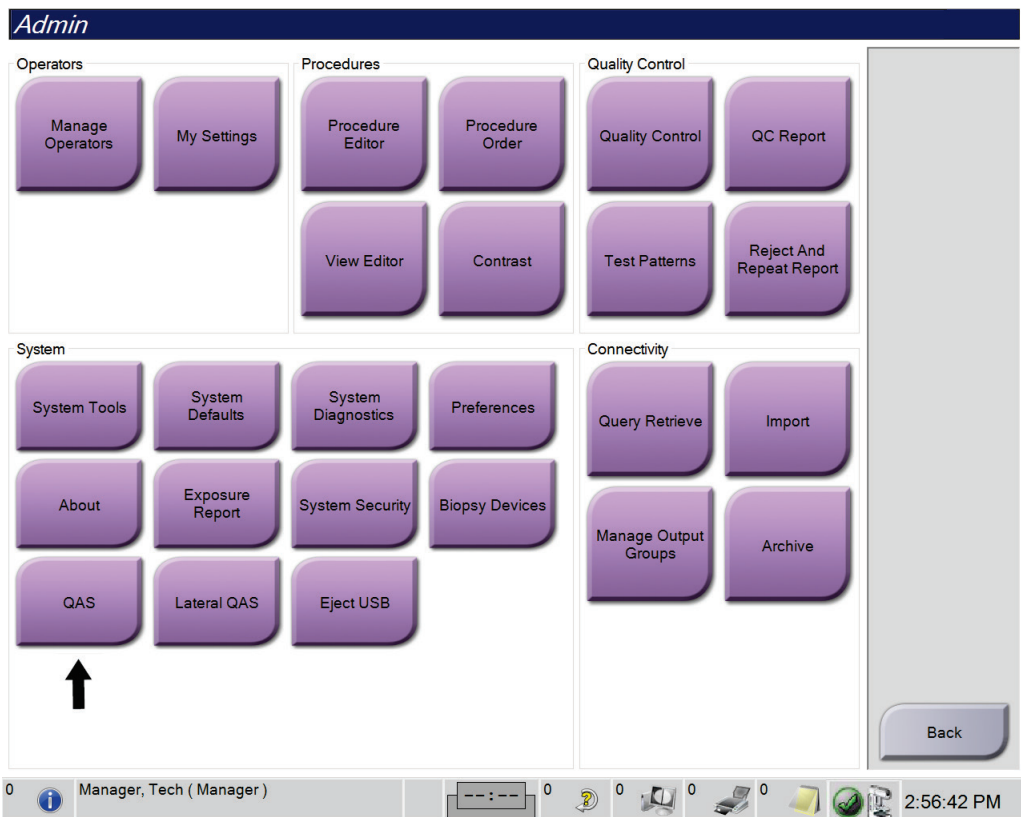 Admin
Operators
Manage
Operators
My Settings
Procedures
Procedure
Editor
Procedure
Order
View Editor
Contrast
Quality Control
Quality Control
QC Report
Test Patterns
Reject And
Repeat Report
System
System Tools
System
Defaults
System
Diagnostics
Preferences
About
Exposure
Report
System Security
Biopsy Devices
QAS
Lateral QAS
Eject USB
Connectivity
Query Retrieve
Import
Manage Output
Groups
Archive
Back
0
Manager, Tech ( Manager )
--:--
0
0
0
0
2:56:42 PM